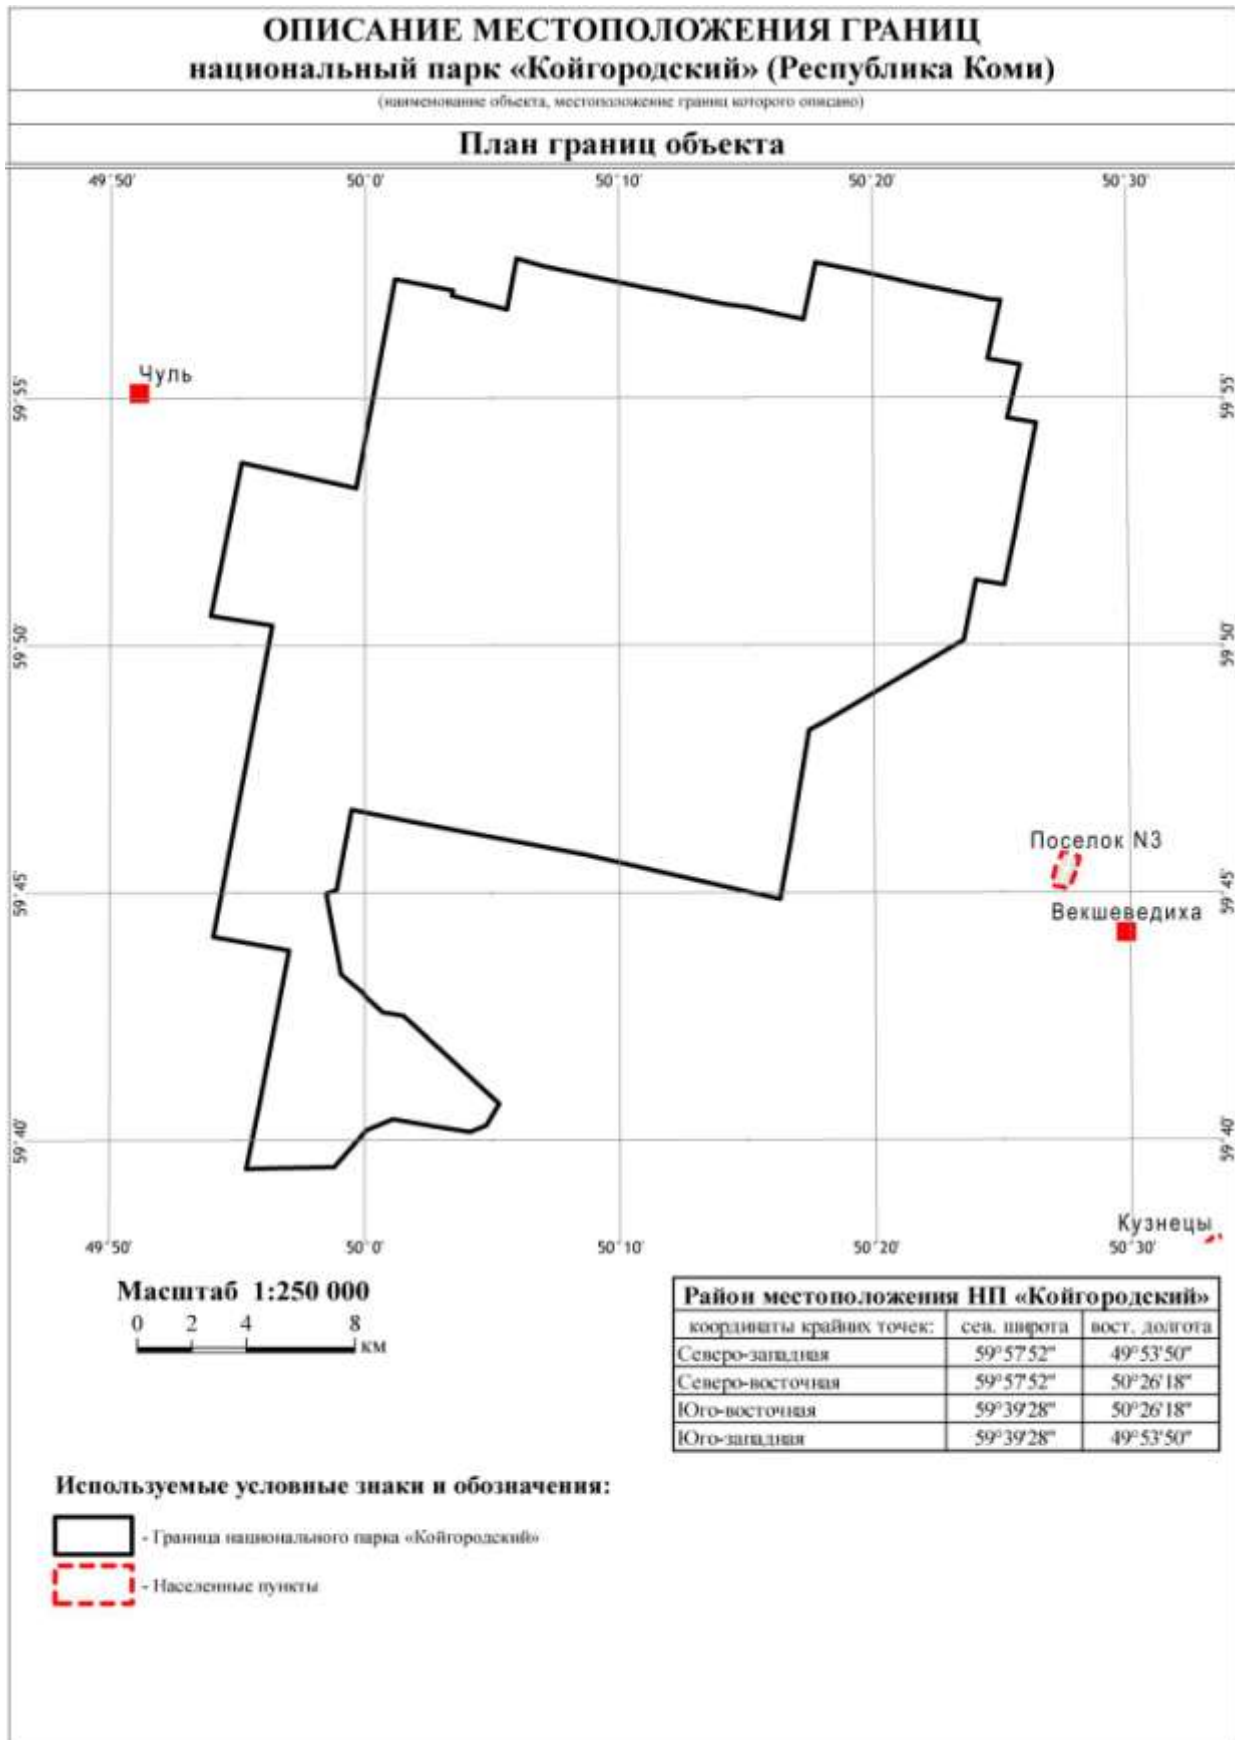 ОПИСАНИЕ МЕСТОПОЛОЖЕНИЯ ГРАНИЦ
национальный парк «Койгородский» (Республика Коми)
(наименование объекта, местоположение границ которого описано)
План границ объекта
49°50' 50°0' 50°10' 50°20' 50°30'
Чуль
59°55' 59°55'
59°50' 59°50'
Поселок N3
59°45' 59°45'
Векшеведиха
59°40' 59°40'
Кузнецы
49°50' 50°0' 50°10' 50°20' 50°30'
Масштаб 1:250 000
0 2 4 8
км
Район местоположения НП «Койгородский»
координаты крайних точек: сев. широта вост. долгота
Северо-западная 59°57'52" 49°53'50"
Северо-восточная 59°57'52" 50°26'18"
Юго-восточная 59°39'28" 50°26'18"
Юго-западная 59°39'28" 49°53'50"
Используемые условные знаки и обозначения:
- Граница национального парка «Койгородский»
- Населенные пункты